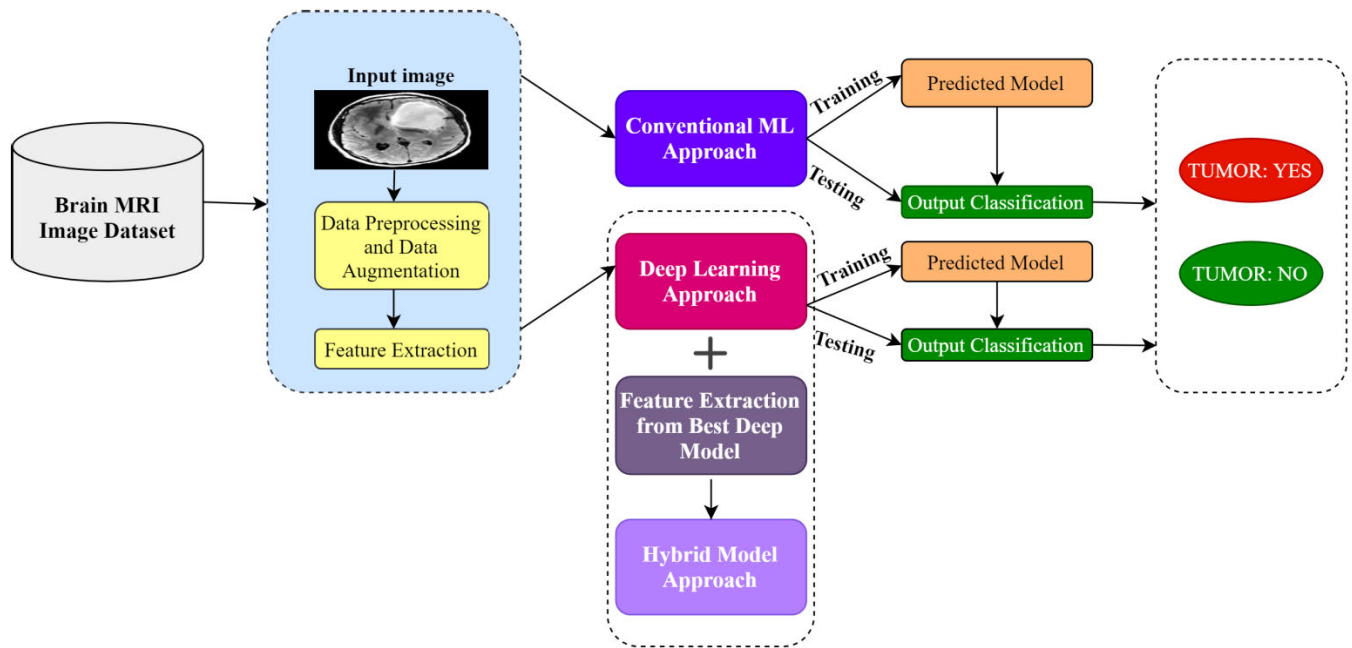 Brain MRI
Image Dataset
Input image
Data Preprocessing
and Data
Augmentation
Feature Extraction
Conventional ML
Approach
Training
Testing
Predicted Model
Output Classification
Deep Learning
Approach
Training
Testing
Predicted Model
Output Classification
+
Feature Extraction
from Best Deep
Model
Hybrid Model
Approach
TUMOR: YES
TUMOR: NO